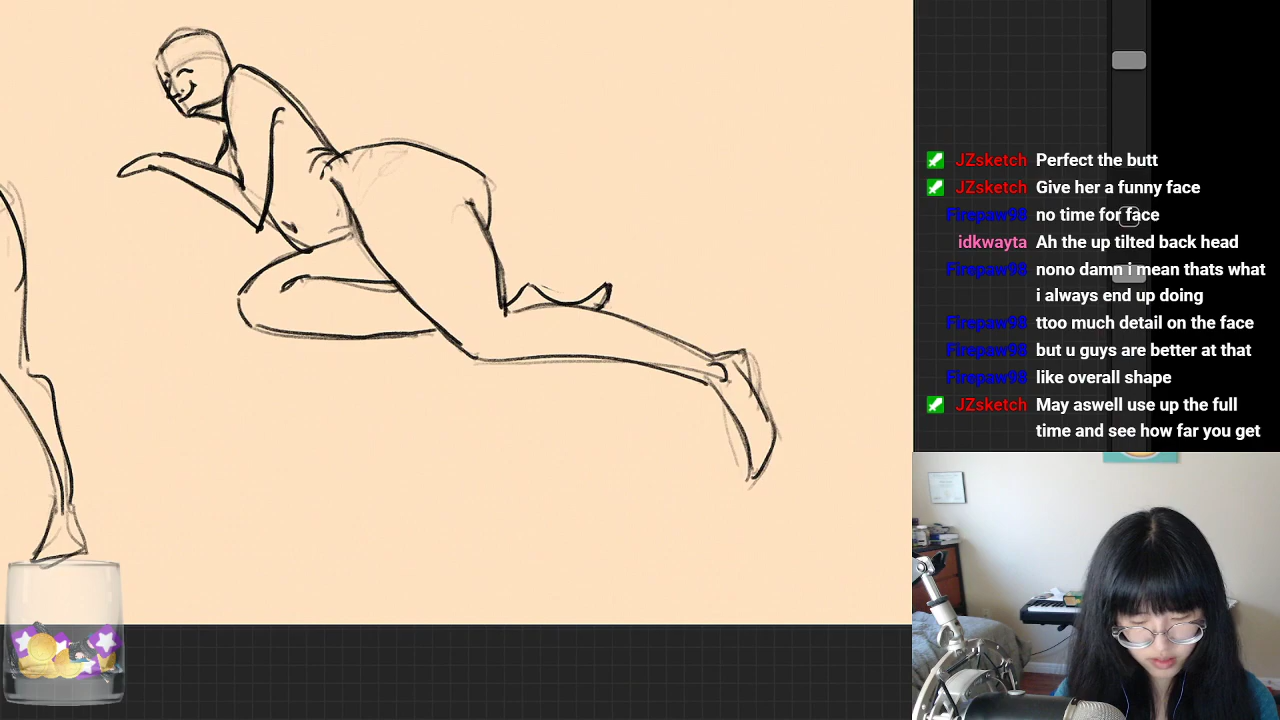 JZsketch Perfect the butt
JZsketch Give her a funny face
Firepaw98 no time for face
idkwayta Ah the up tilted back head
Firepaw98 nono damn i mean thats what
i always end up doing
Firepaw98 ttoo much detail on the face
Firepaw98 but u guys are better at that
Firepaw98 like overall shape
JZsketch May aswell use up the full
time and see how far you get